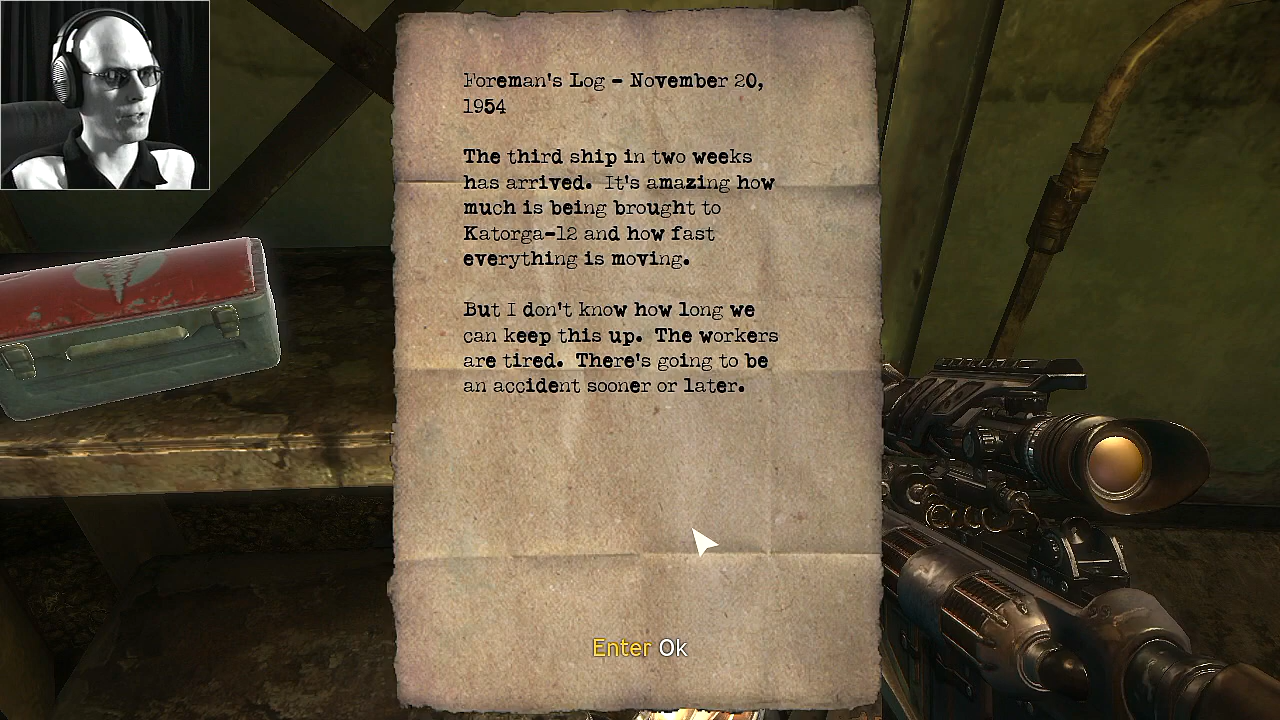 Foreman's Log - November 20,
1954
The third ship in two weeks
has arrived. It's amazing how
much is being brought to
Katorga-12 and how fast
everything is moving.
But I don't know how long we
can keep this up. The workers
are tired. There's going to be
an accident sooner or later.
Enter Ok